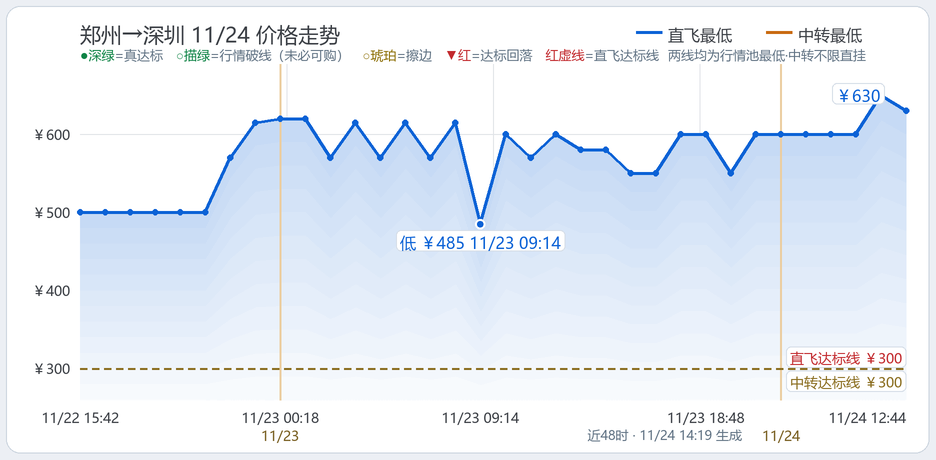 郑州→深圳 11/24 价格走势
直飞最低 中转最低
●深绿=真达标 ○描绿=行情破线（未必可购） ○琥珀=擦边 ▼红=达标回落 红虚线=直飞达标线 两线均为行情池最低·中转不限直挂
¥630
¥600
¥500
低 ¥485 11/23 09:14
¥400
直飞达标线 ¥300
¥300
中转达标线 ¥300
11/22 15:42 11/23 00:18 11/23 09:14 11/23 18:48 11/24 12:44
11/23 近48时 · 11/24 14:19 生成 11/24